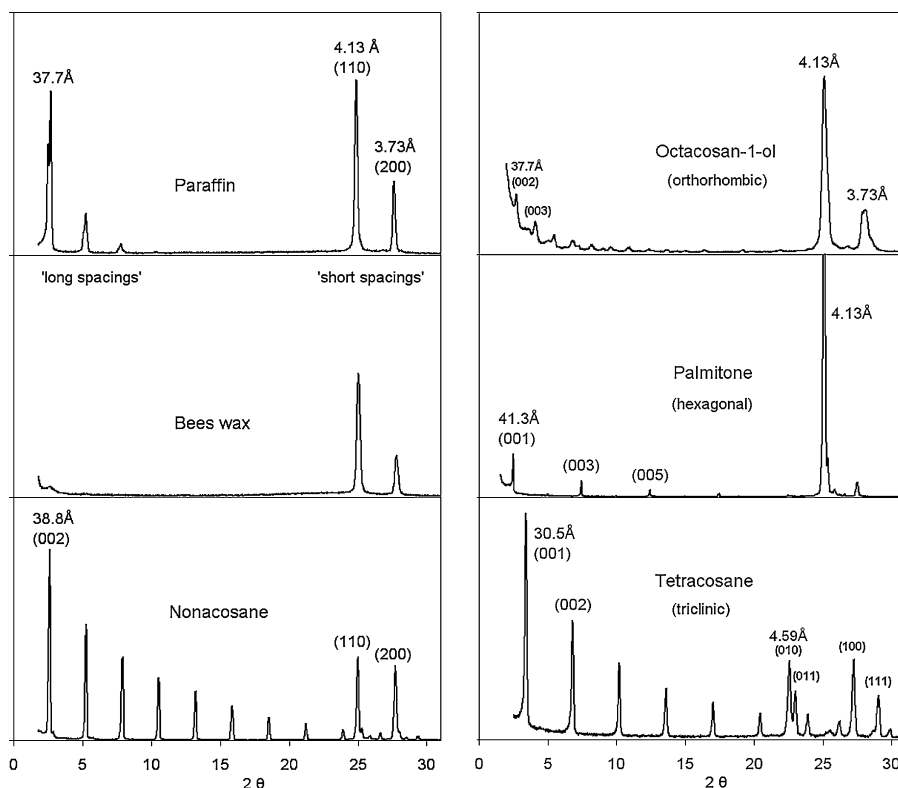 37.7Å
4.13 Å
(110)
3.73Å
(200)
Paraffin
'long spacings'
'short spacings'
Bees wax
38.8Å
(002)
Nonacosane
(110)
(200)
0 5 10 15 20 25 30
2 θ
4.13Å
Octacosan-1-ol
(orthorhombic)
37.7Å
(002)
(003)
3.73Å
4.13Å
Palmitone
(hexagonal)
41.3Å
(001)
(003)
(005)
30.5Å
(001)
(002)
Tetracosane
(triclinic)
4.59Å
(010)
(011)
(100)
(111)
0 5 10 15 20 25 30
2 θ